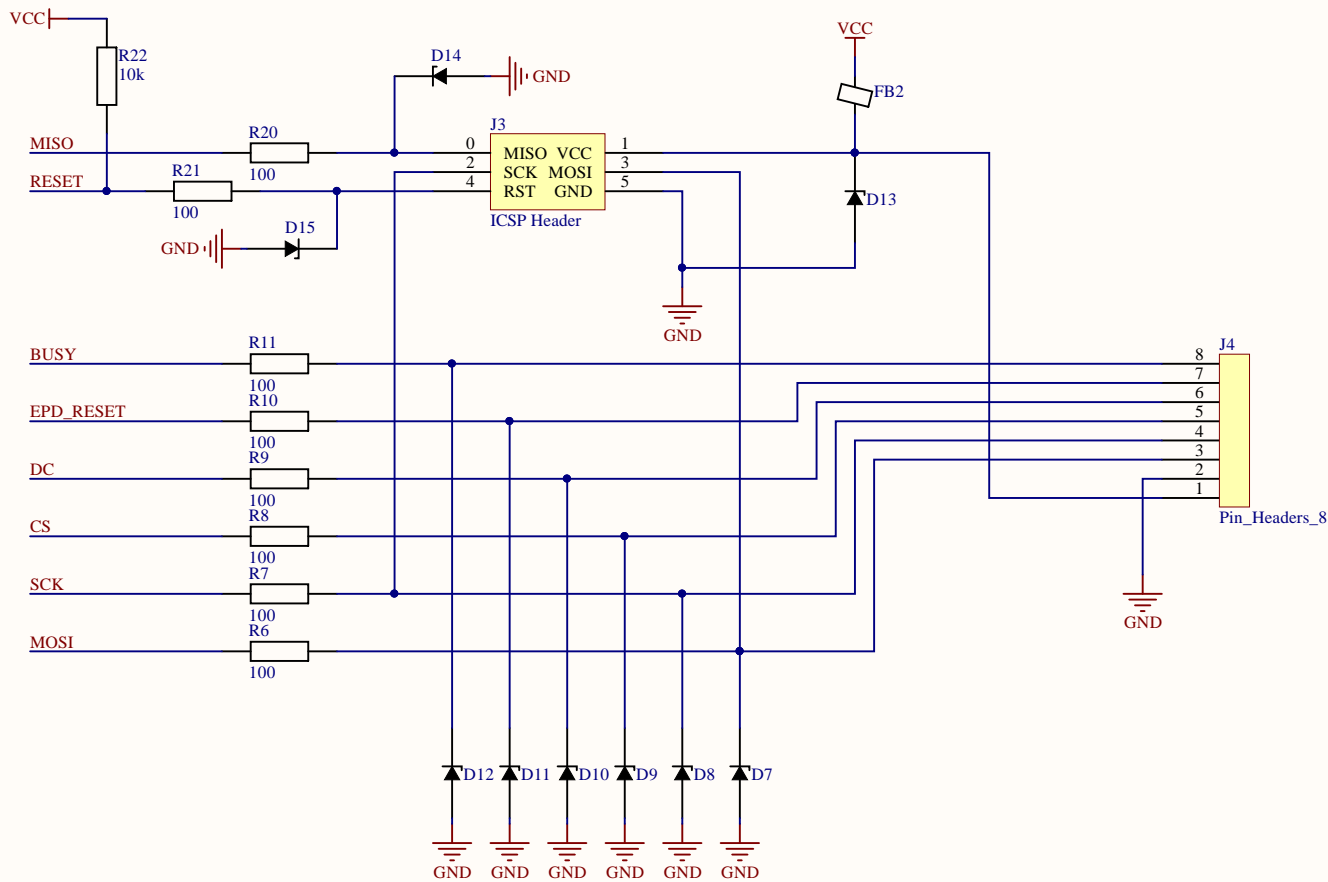 VCC
VCC
R22
10k
D14
GND
FB2
MISO
R20
100
J3
0 MISO VCC 1
2 SCK MOSI 3
4 RST GND 5
ICSP Header
RESET
R21
100
D13
GND
D15
GND
BUSY
R11
100
EPD_RESET
R10
100
DC
R9
100
CS
R8
100
SCK
R7
100
MOSI
R6
100
J4
8
7
6
5
4
3
2
1
Pin_Headers_8
GND
D12
D11
D10
D9
D8
D7
GND
GND
GND
GND
GND
GND